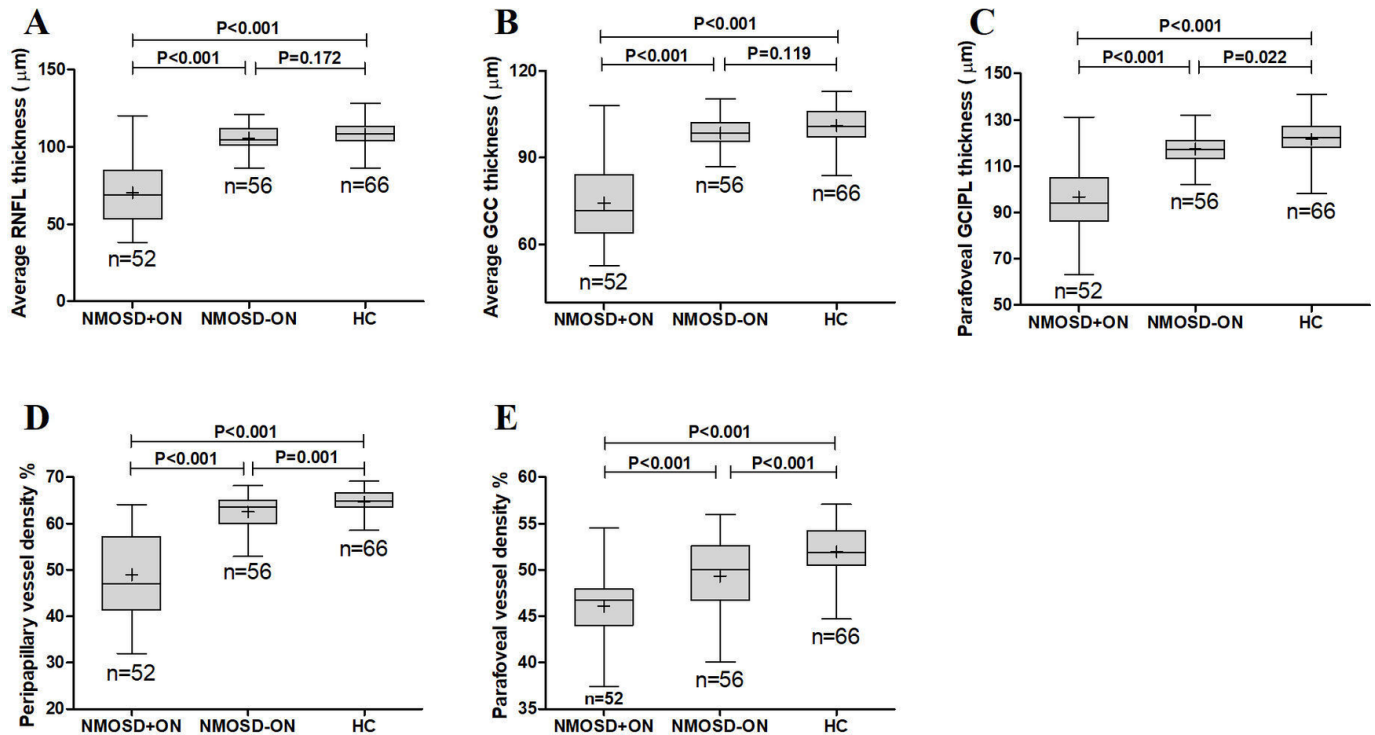 A
P<0.001
P<0.001
P=0.172
Average RNFL thickness ( μm)
150
100
50
0
n=52
n=56
n=66
NMOSD+ON
NMOSD-ON
HC
B
P<0.001
P<0.001
P=0.119
Average GCC thickness ( μm)
120
90
60
n=52
n=56
n=66
NMOSD+ON
NMOSD-ON
HC
C
P<0.001
P<0.001
P=0.022
Parafoveal GCIPL thickness ( μm)
150
130
110
90
70
50
n=52
n=56
n=66
NMOSD+ON
NMOSD-ON
HC
D
P<0.001
P<0.001
P=0.001
Peripapillary vessel density %
70
60
50
40
30
20
n=52
n=56
n=66
NMOSD+ON
NMOSD-ON
HC
E
P<0.001
P<0.001
P<0.001
Parafoveal vessel density %
60
55
50
45
40
35
n=52
n=56
n=66
NMOSD+ON
NMOSD-ON
HC